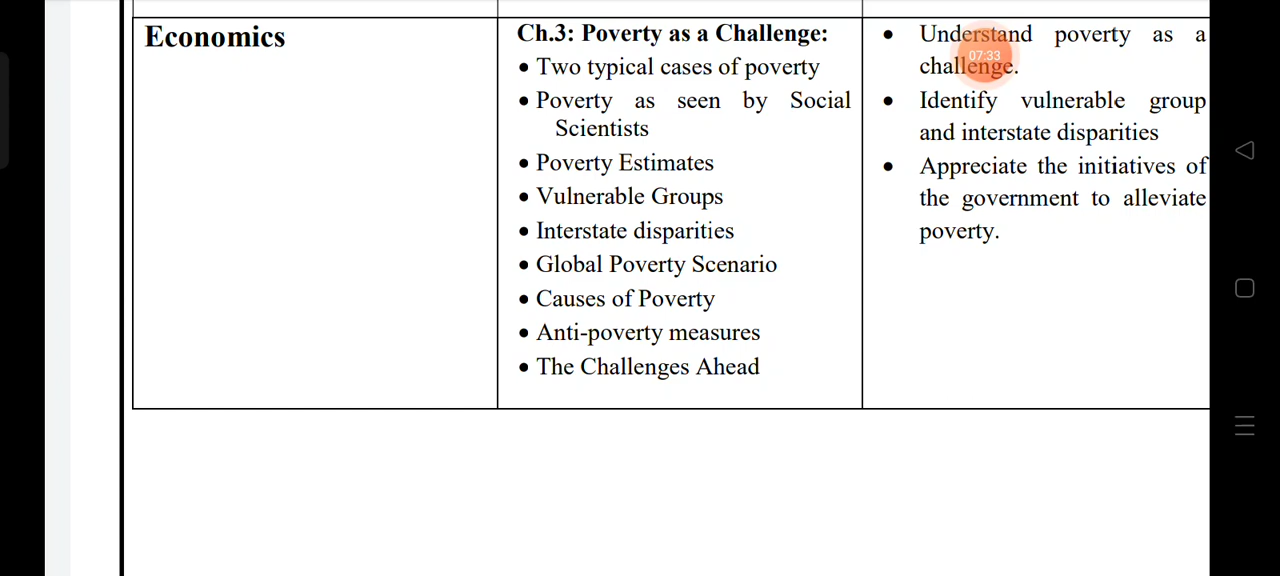 Economics
Ch.3: Poverty as a Challenge:
• Two typical cases of poverty
• Poverty as seen by Social
Scientists
• Poverty Estimates
• Vulnerable Groups
• Interstate disparities
• Global Poverty Scenario
• Causes of Poverty
• Anti-poverty measures
• The Challenges Ahead
• Understand poverty as a
challenge.
• Identify vulnerable group
and interstate disparities
• Appreciate the initiatives of
the government to alleviate
poverty.
07:33